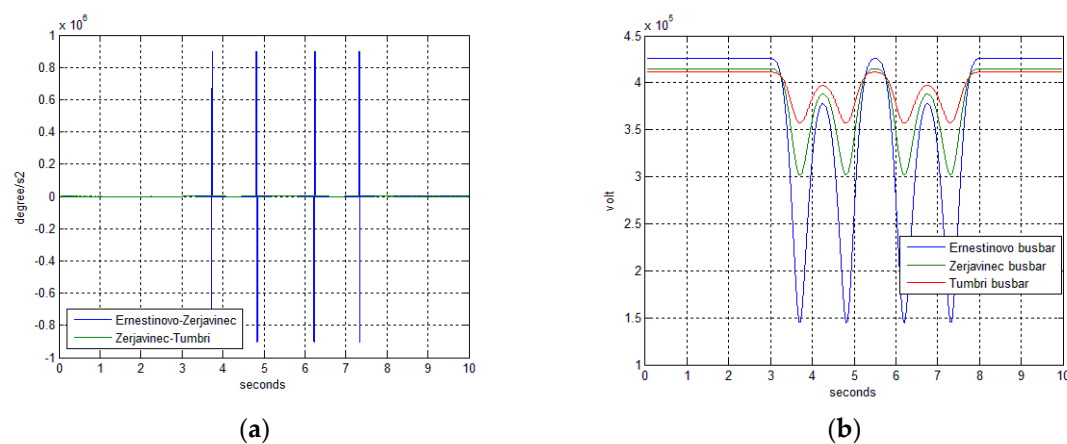 x 10^6
1
0.8
0.6
0.4
0.2
0
-0.2
-0.4
-0.6
-0.8
-1
degree/s2
Ernestinovo-Zerjavinec
Zerjavinec-Tumbri
0 1 2 3 4 5 6 7 8 9 10
seconds
(a)
x 10^5
4.5
4
3.5
3
2.5
2
1.5
1
volt
Ernestinovo busbar
Zerjavinec busbar
Tumbri busbar
0 1 2 3 4 5 6 7 8 9 10
seconds
(b)